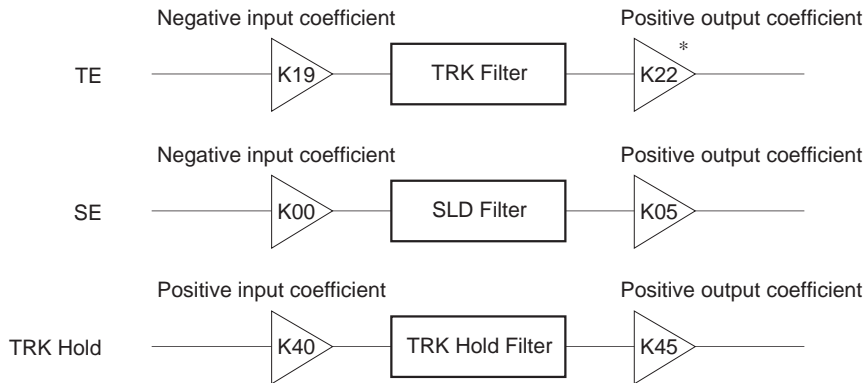 Negative input coefficient Positive output coefficient
*
TE K19 TRK Filter K22
Negative input coefficient Positive output coefficient
SE K00 SLD Filter K05
Positive input coefficient Positive output coefficient
TRK Hold K40 TRK Hold Filter K45